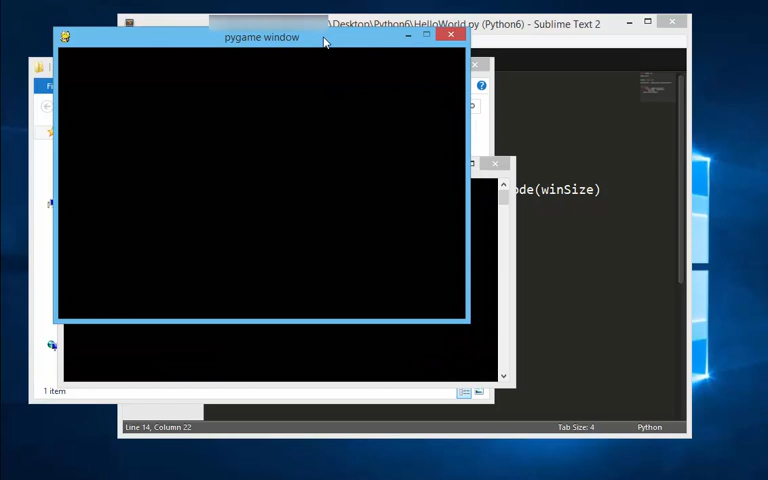 \Desktop\Python6\HelloWorld.py (Python6) - Sublime Text 2
pygame window
Fi
ode(winSize)
1 item
Line 14, Column 22
Tab Size: 4
Python